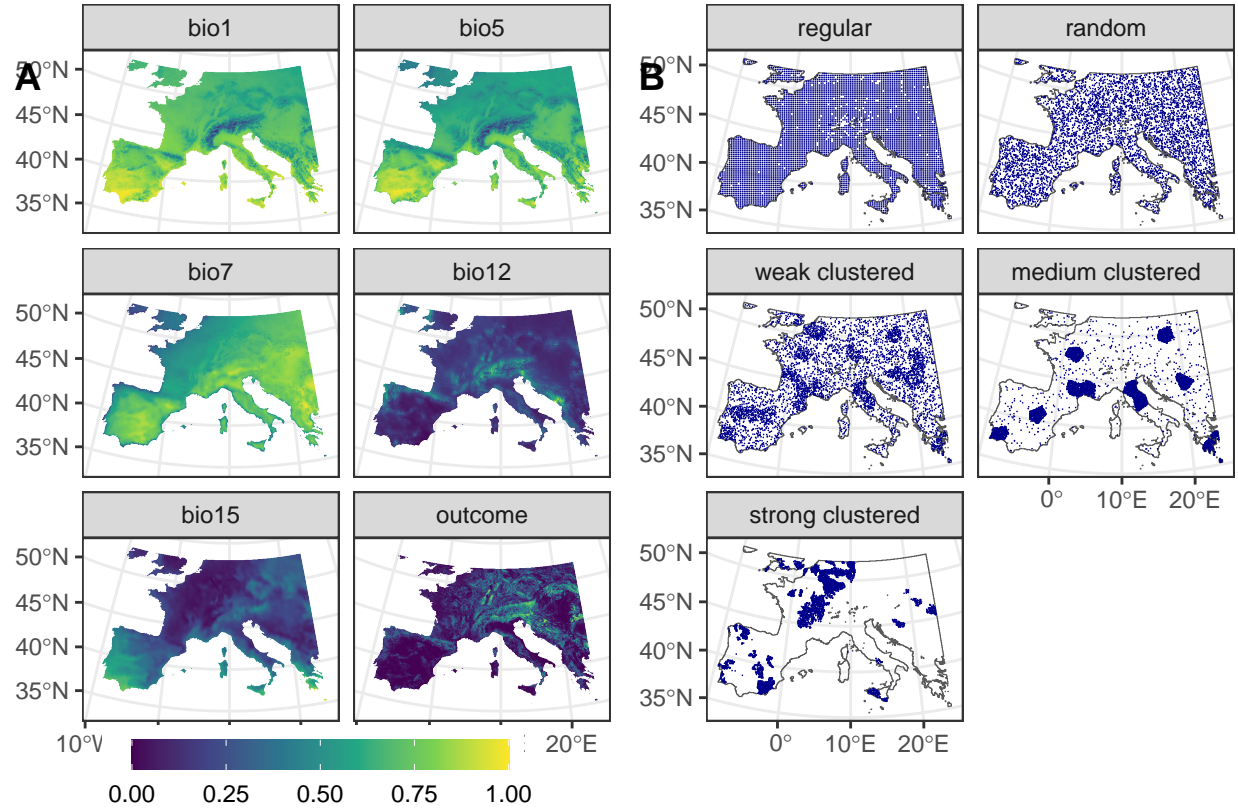 bio1 bio5
A
50°N
45°N
40°N
35°N
bio7 bio12
50°N
45°N
40°N
35°N
bio15 outcome
50°N
45°N
40°N
35°N
10°W 20°E
0.00 0.25 0.50 0.75 1.00
regular random
B
50°N
45°N
40°N
35°N
weak clustered medium clustered
50°N
45°N
40°N
35°N
0° 10°E 20°E
strong clustered
50°N
45°N
40°N
35°N
0° 10°E 20°E